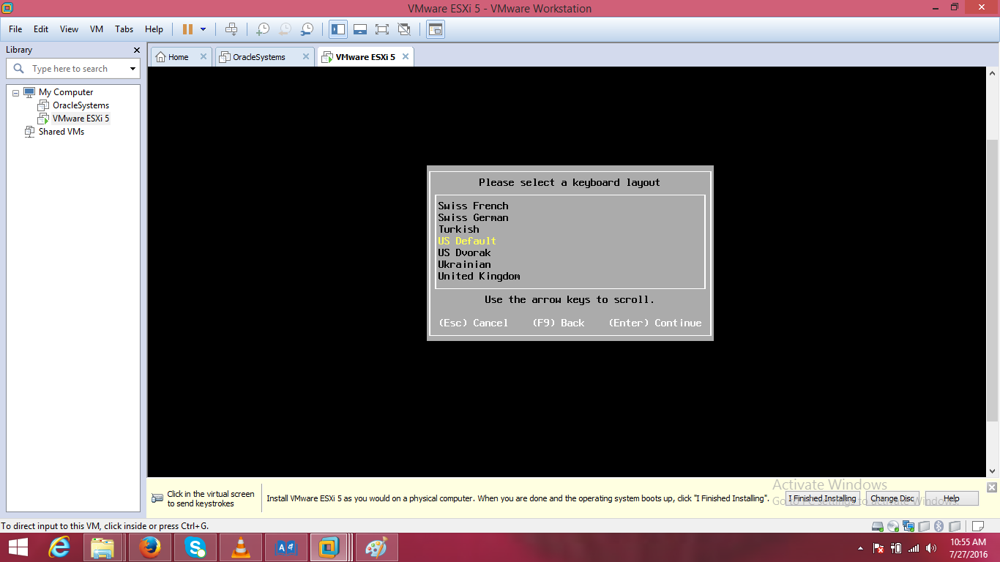 VMware ESXi 5 - VMware Workstation
File Edit View VM Tabs Help
Library
Type here to search
My Computer
OracleSystems
VMware ESXi 5
Shared VMs
Home OracleSystems VMware ESXi 5
Please select a keyboard layout
Swiss French
Swiss German
Turkish
US Default
US Dvorak
Ukrainian
United Kingdom
Use the arrow keys to scroll.
(Esc) Cancel (F9) Back (Enter) Continue
Activate Windows
Go to PC settings to activate Windows.
Click in the virtual screen
to send keystrokes
Install VMware ESXi 5 as you would on a physical computer. When you are done and the operating system boots up, click "I Finished Installing".
I Finished Installing Change Disc Help
To direct input to this VM, click inside or press Ctrl+G.
10:55 AM
7/27/2016